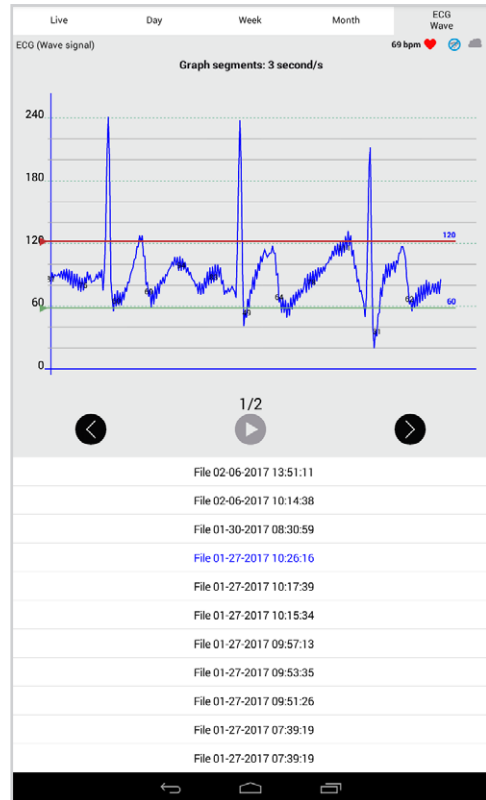 Live Day Week Month ECG Wave
ECG (Wave signal) 69 bpm
Graph segments: 3 second/s
240
180
120 120
60 60
0
1/2
File 02-06-2017 13:51:11
File 02-06-2017 10:14:38
File 01-30-2017 08:30:59
File 01-27-2017 10:26:16
File 01-27-2017 10:17:39
File 01-27-2017 10:15:34
File 01-27-2017 09:57:13
File 01-27-2017 09:53:35
File 01-27-2017 09:51:26
File 01-27-2017 07:39:19
File 01-27-2017 07:39:19